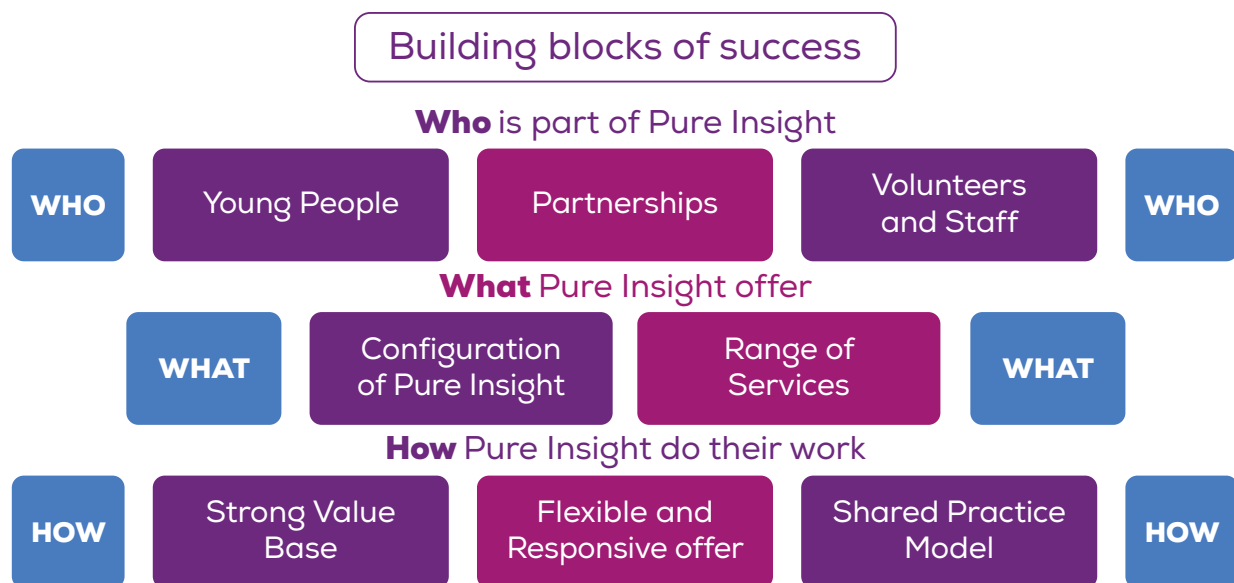 Building blocks of success
Who is part of Pure Insight
WHO
Young People
Partnerships
Volunteers
and Staff
WHO
What Pure Insight offer
WHAT
Configuration
of Pure Insight
Range of
Services
WHAT
How Pure Insight do their work
HOW
Strong Value
Base
Flexible and
Responsive offer
Shared Practice
Model
HOW